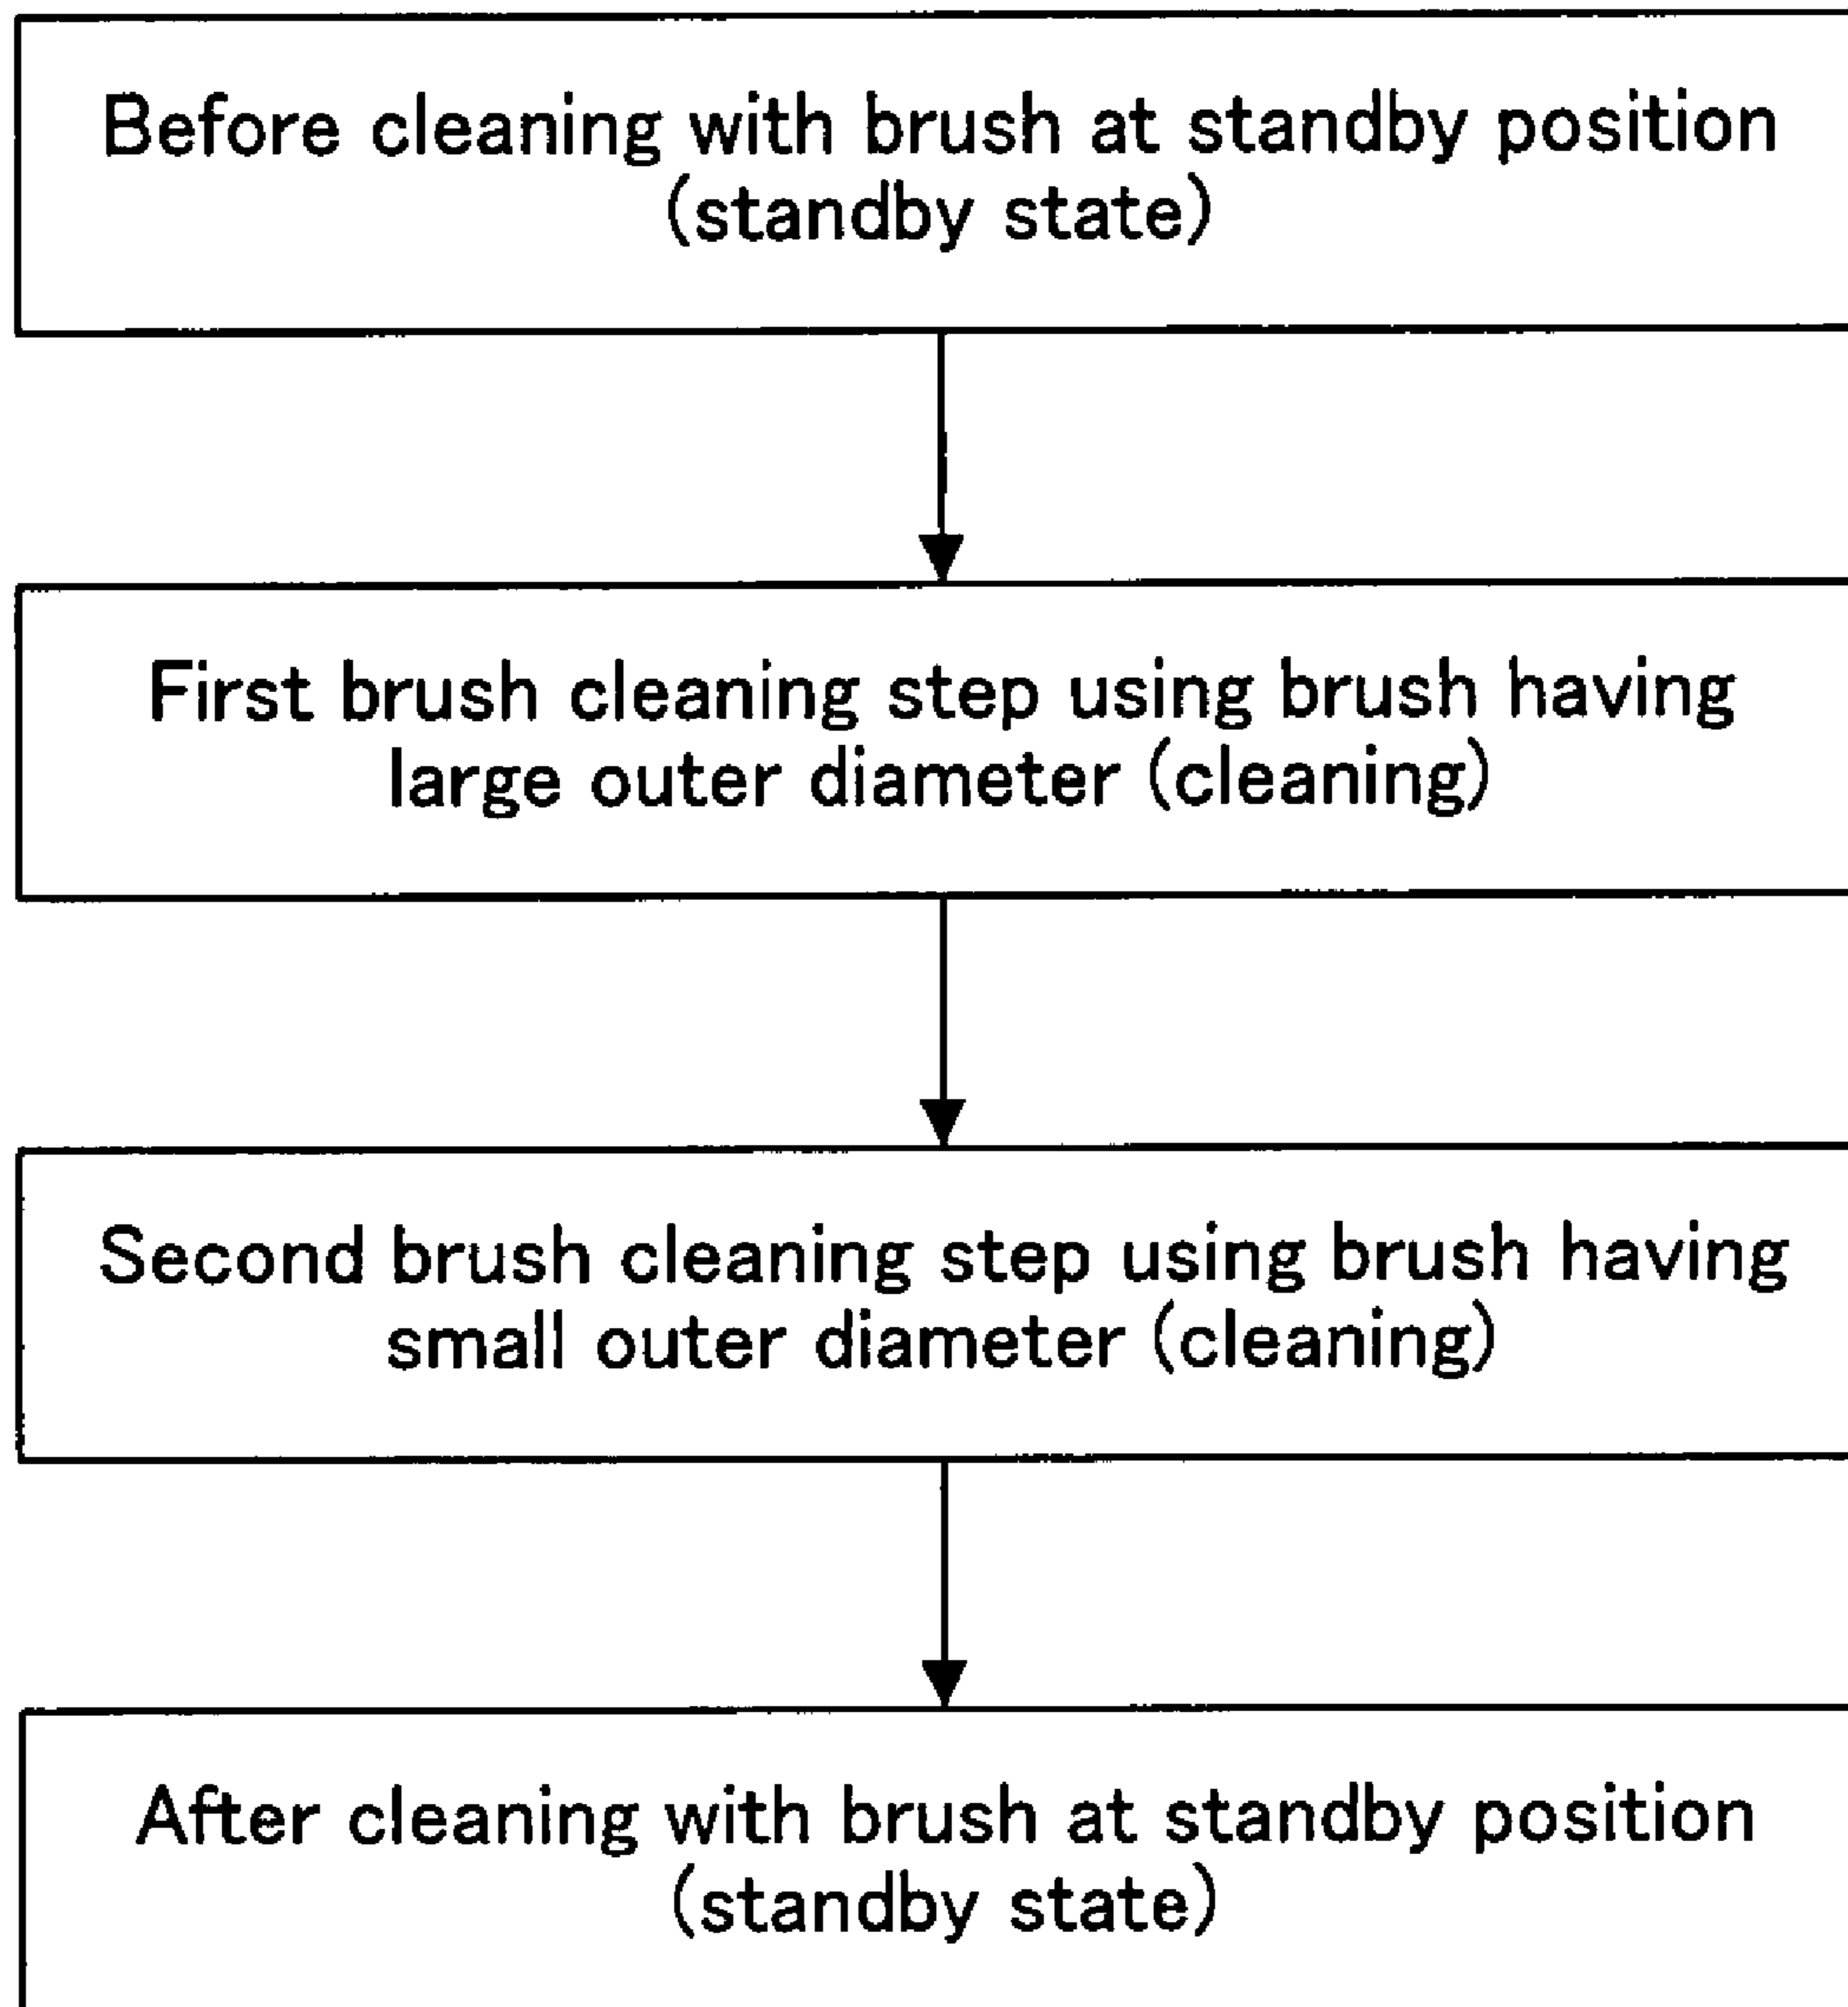 Before cleaning with brush at standby position
(standby state)
First brush cleaning step using brush having
large outer diameter (cleaning)
Second brush cleaning step using brush having
small outer diameter (cleaning)
After cleaning with brush at standby position
(standby state)